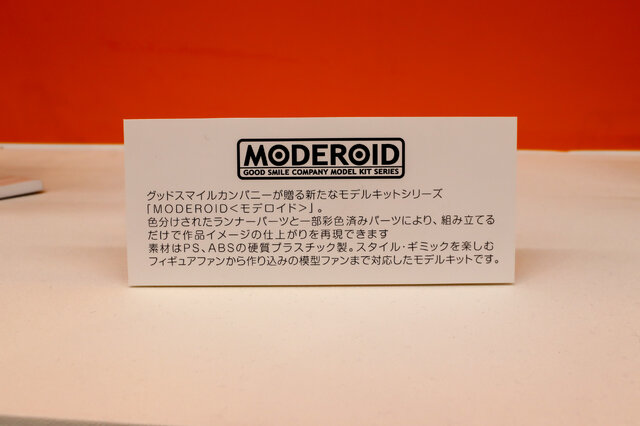 MODEROID
GOOD SMILE COMPANY MODEL KIT SERIES
グッドスマイルカンパニーが贈る新たなモデルキットシリーズ
「MODEROID<モデロイド>」。
色分けされたランナーパーツと一部彩色済みパーツにより、組み立てる
だけで作品イメージの仕上がりを再現できます
素材はPS、ABSの硬質プラスチック製。スタイル・ギミックを楽しむ
フィギュアファンから作り込みの模型ファンまで対応したモデルキットです。